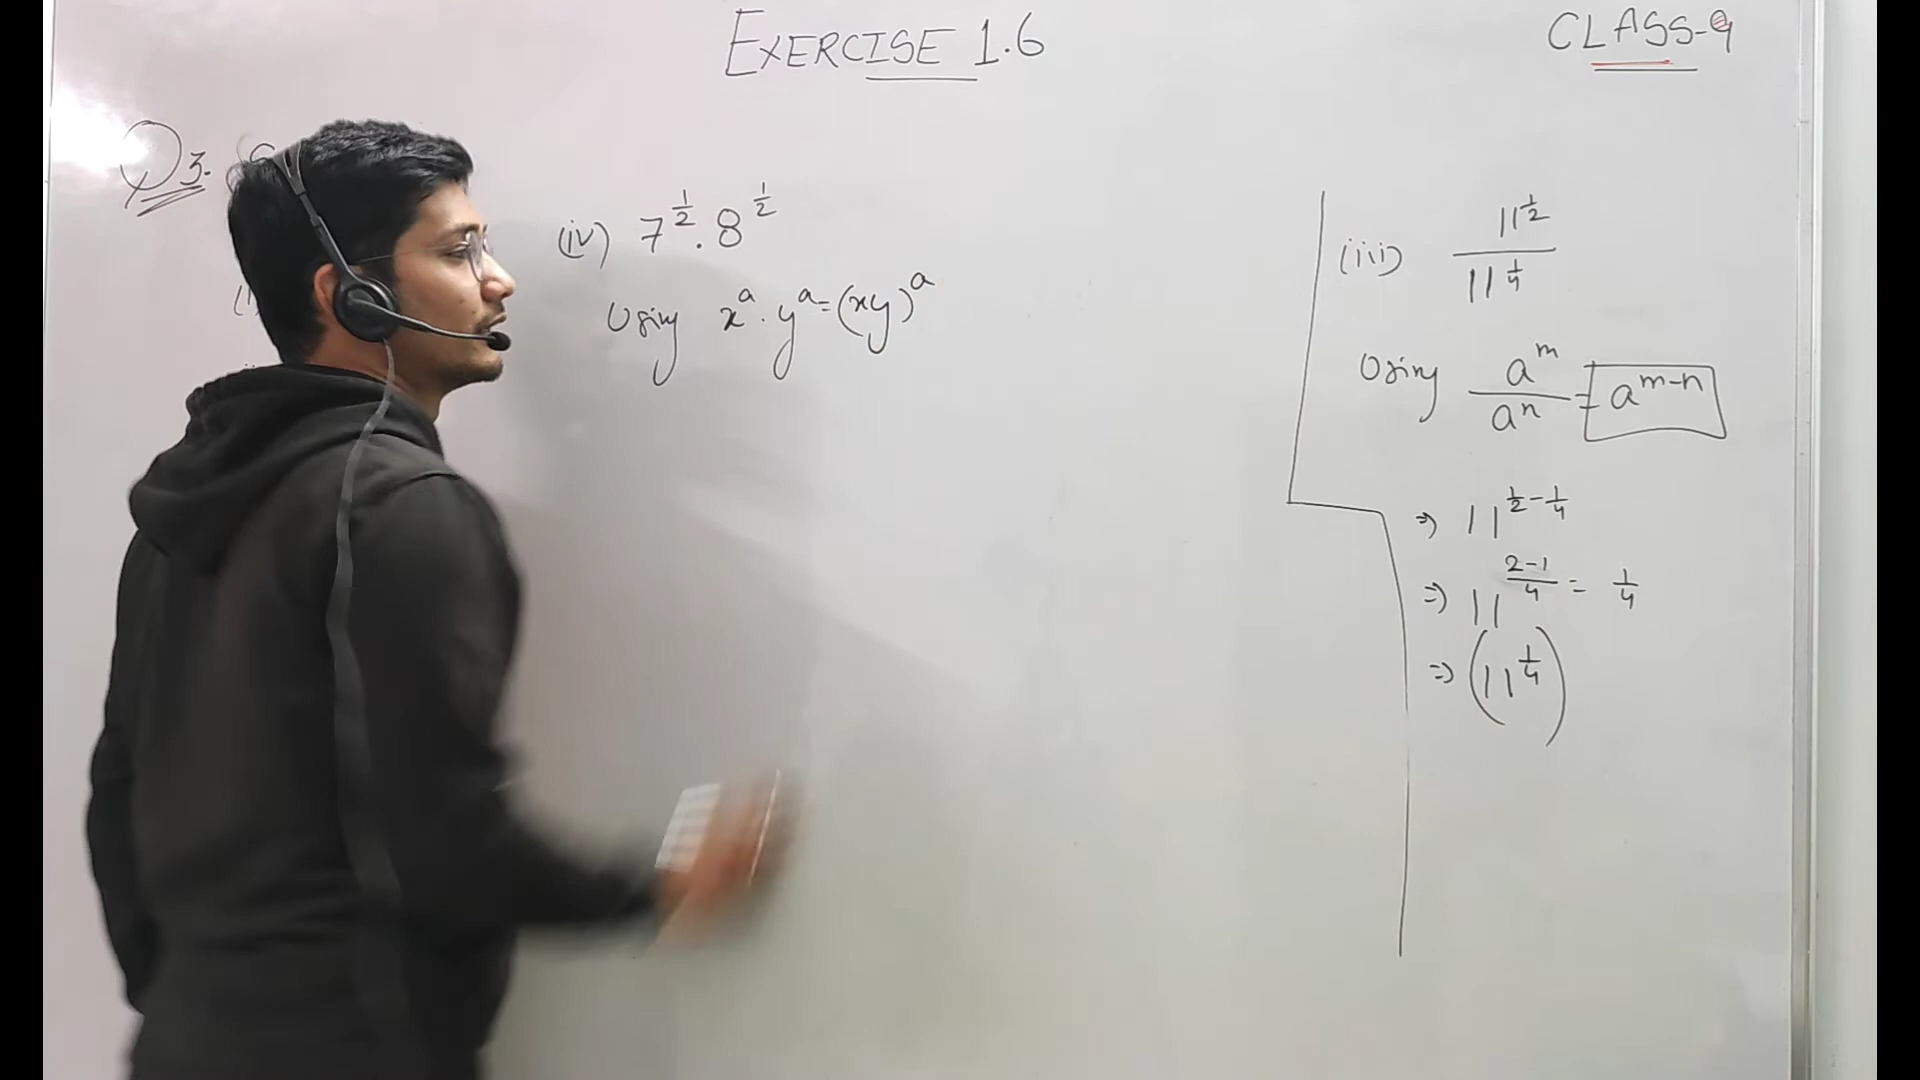 EXERCISE 1.6
CLASS-9
Q3.
(iv) 7^{1/2} . 8^{1/2}
Using x^a . y^a = (xy)^a
(iii) 11^{1/2} / 11^{1/4}
Using a^m / a^n = a^{m-n}
⇒ 11^{1/2 - 1/4}
⇒ 11^{(2-1)/4} = 1/4
⇒ (11^{1/4})